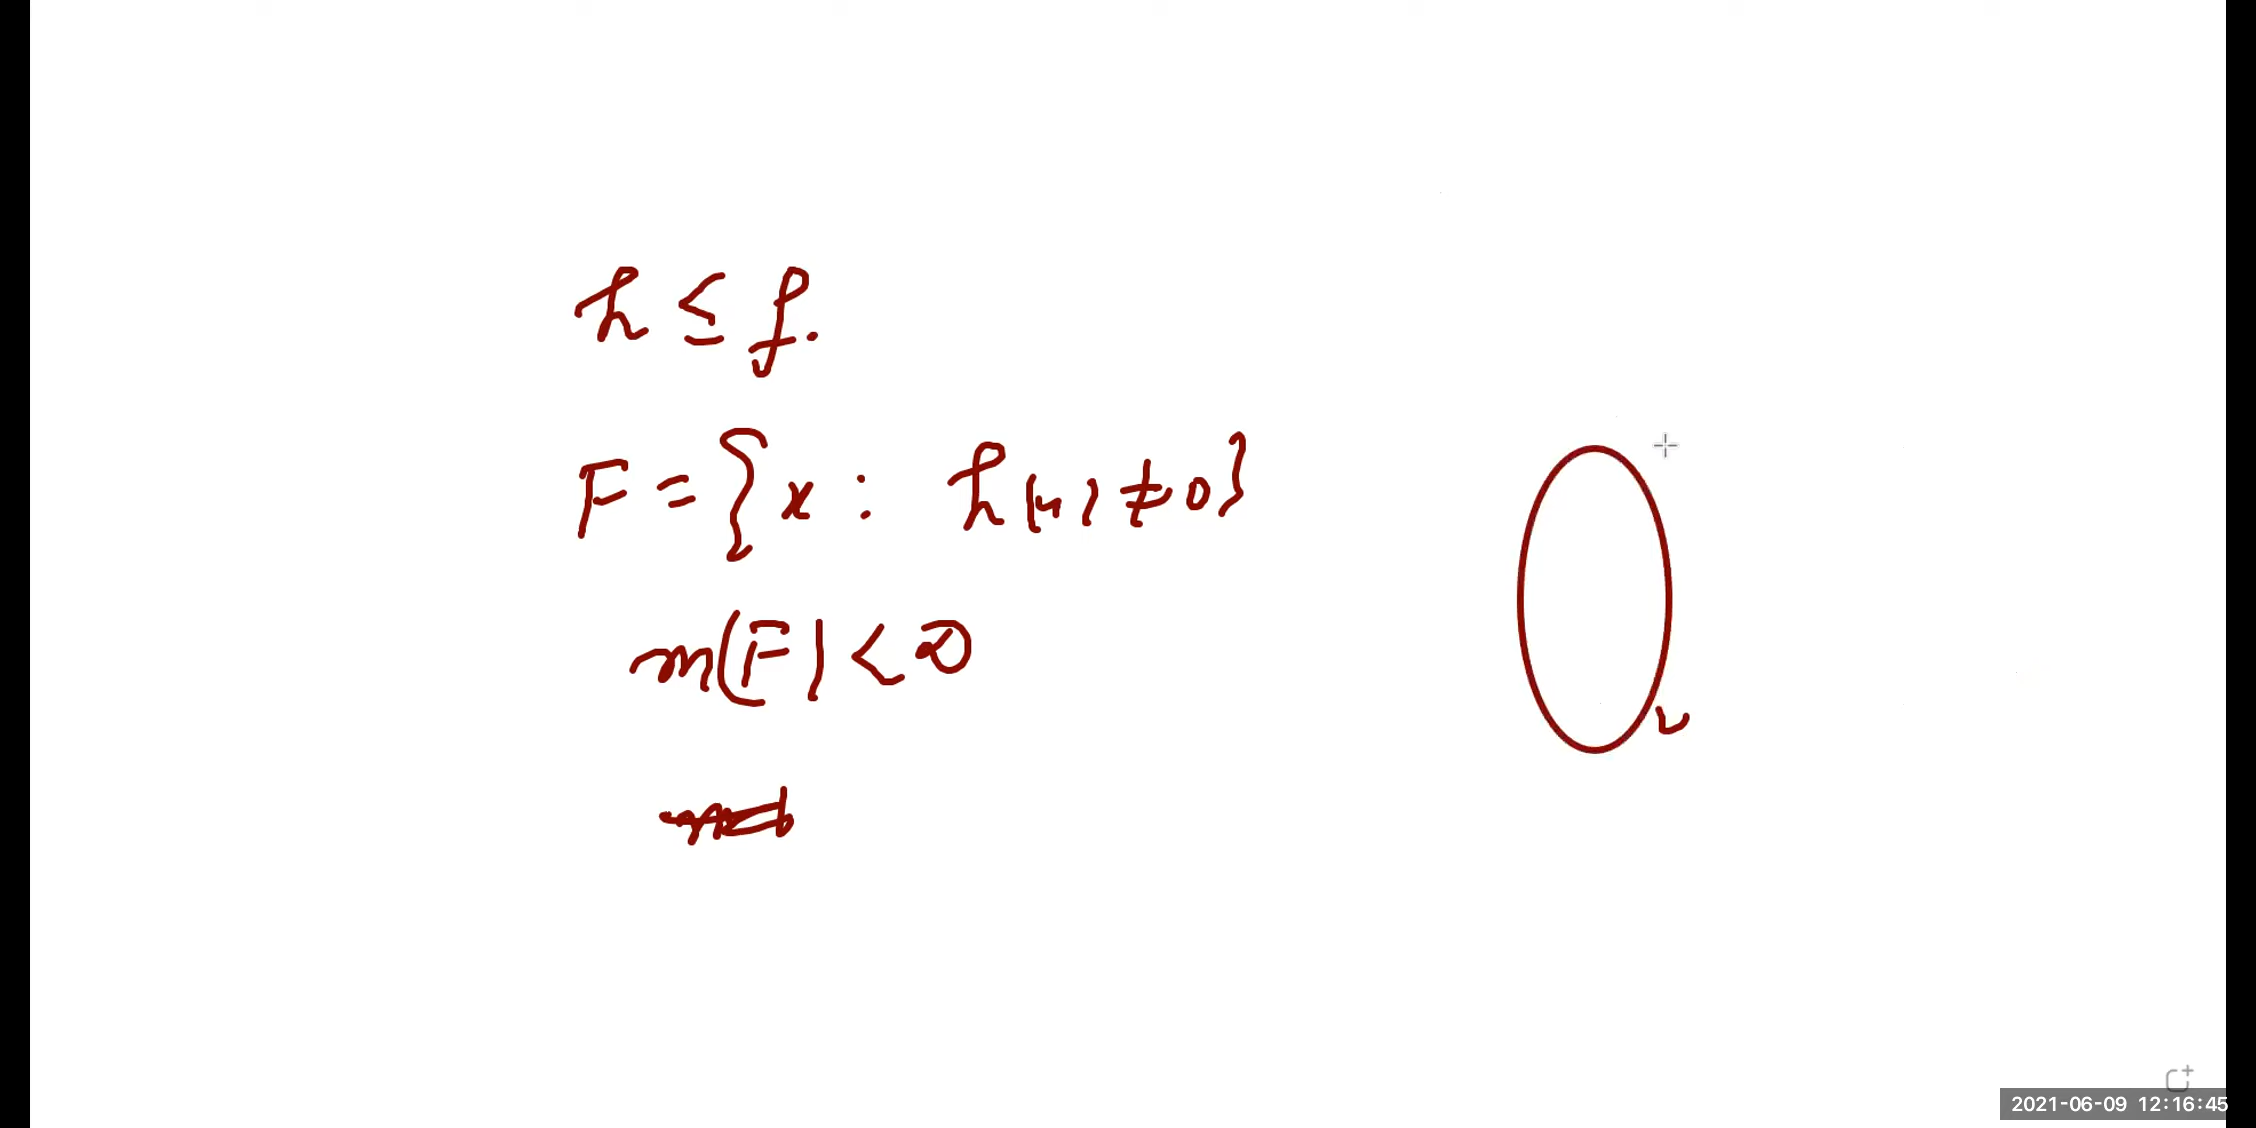 h ≤ f.
F = {x : h(x) ≠ 0}
m(F) < ∞
2021-06-09 12:16:45